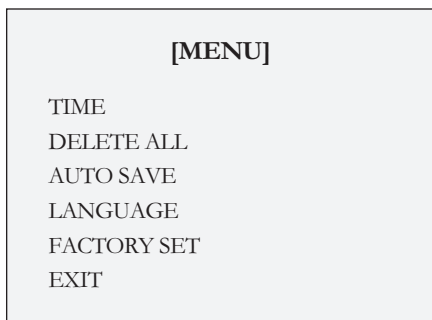 [MENU]
TIME
DELETE ALL
AUTO SAVE
LANGUAGE
FACTORY SET
EXIT